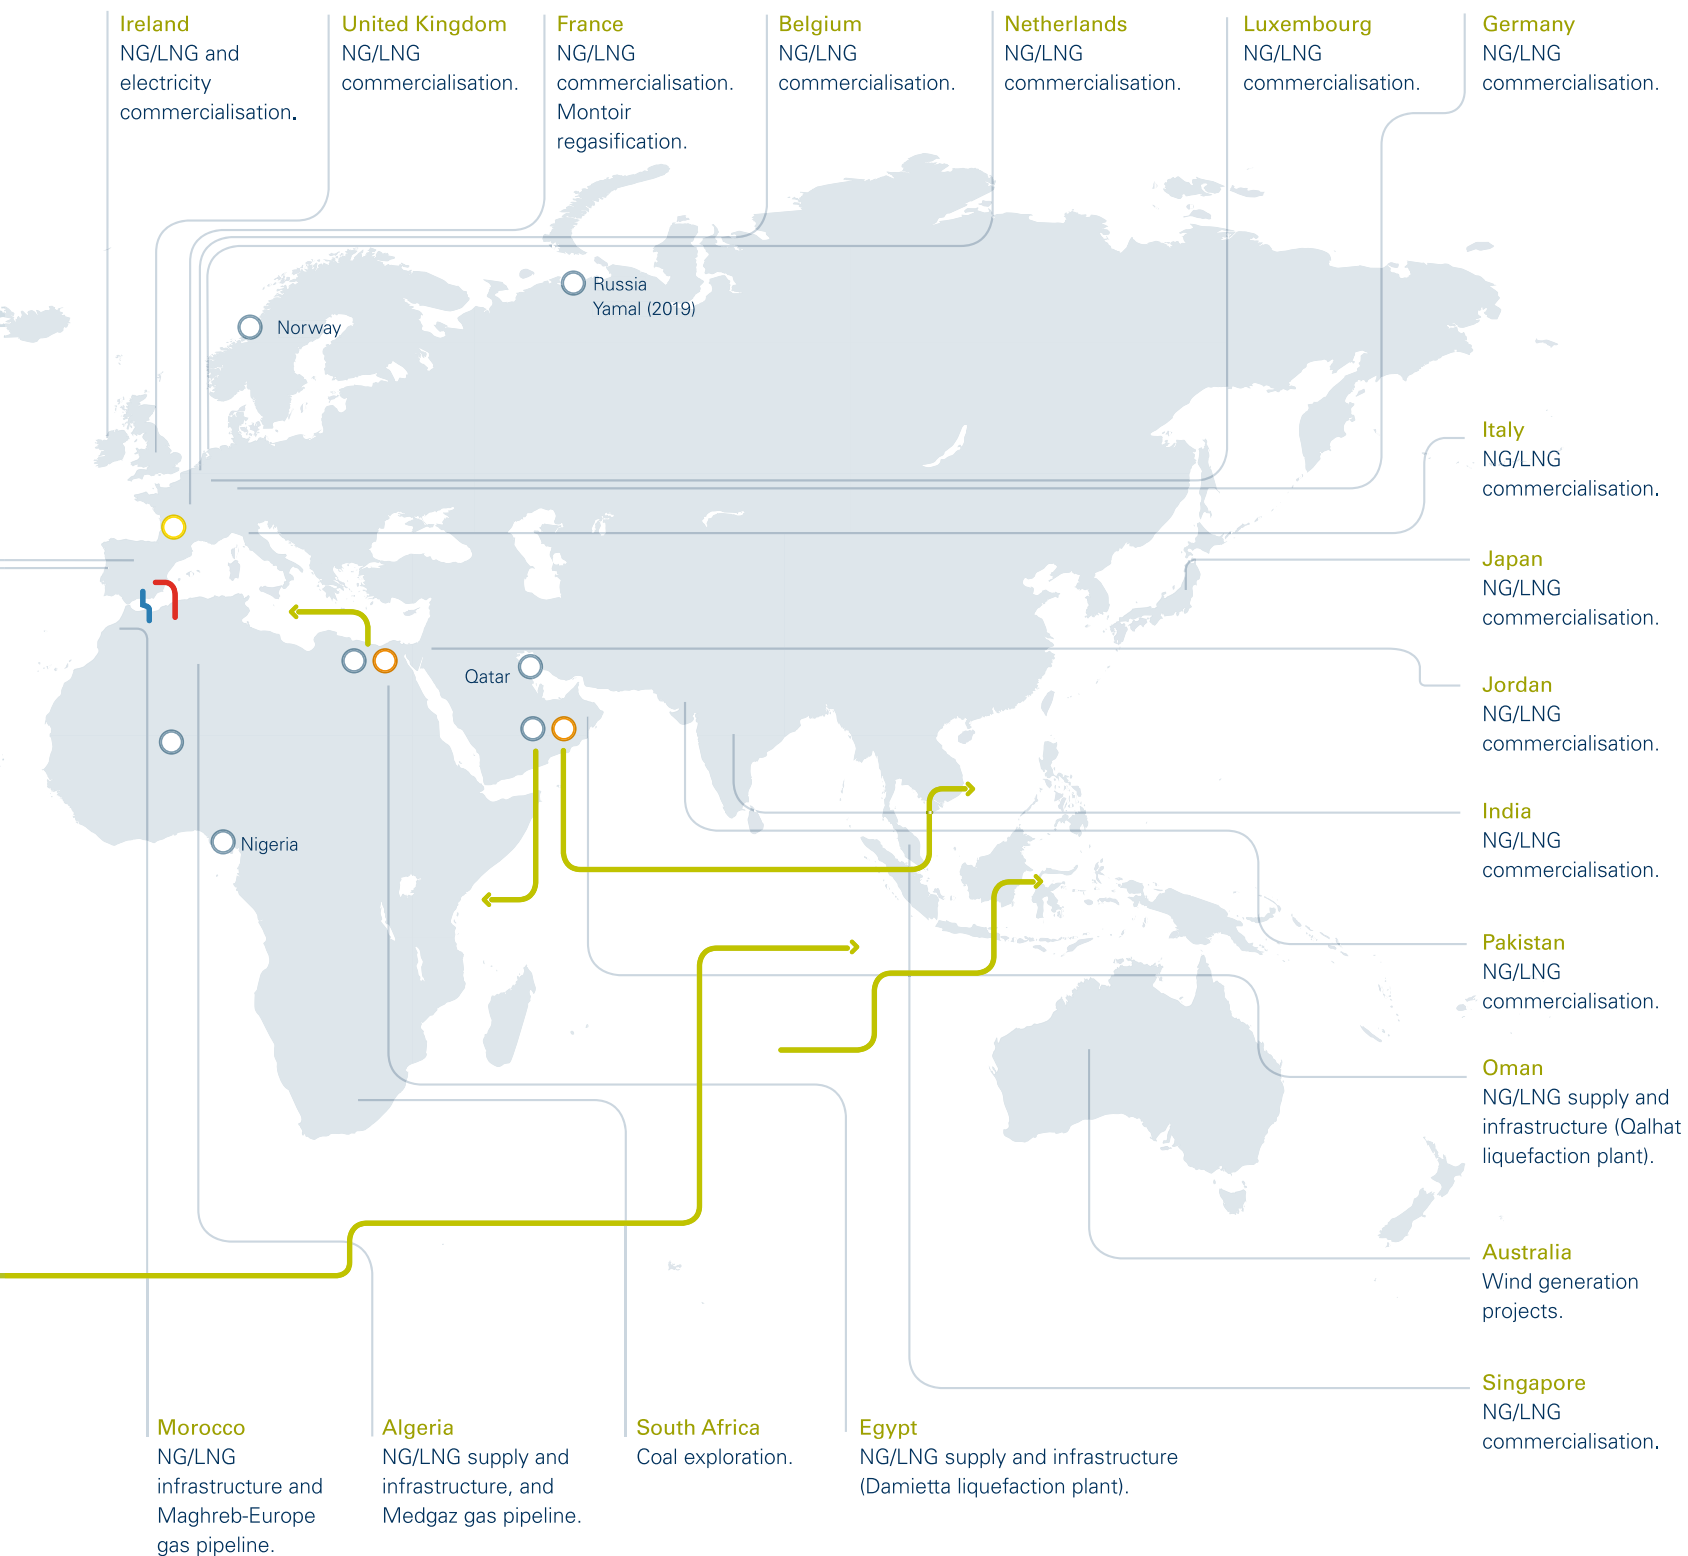 Ireland
NG/LNG and
electricity
commercialisation.
United Kingdom
NG/LNG
commercialisation.
France
NG/LNG
commercialisation.
Montoir
regasification.
Belgium
NG/LNG
commercialisation.
Netherlands
NG/LNG
commercialisation.
Luxembourg
NG/LNG
commercialisation.
Germany
NG/LNG
commercialisation.
Russia
Yamal (2019)
Norway
Italy
NG/LNG
commercialisation.
Japan
NG/LNG
commercialisation.
Qatar
Jordan
NG/LNG
commercialisation.
India
NG/LNG
commercialisation.
Nigeria
Pakistan
NG/LNG
commercialisation.
Oman
NG/LNG supply and
infrastructure (Qalhat
liquefaction plant).
Australia
Wind generation
projects.
Singapore
NG/LNG
commercialisation.
Morocco
NG/LNG
infrastructure and
Maghreb-Europe
gas pipeline.
Algeria
NG/LNG supply and
infrastructure, and
Medgaz gas pipeline.
South Africa
Coal exploration.
Egypt
NG/LNG supply and infrastructure
(Damietta liquefaction plant).